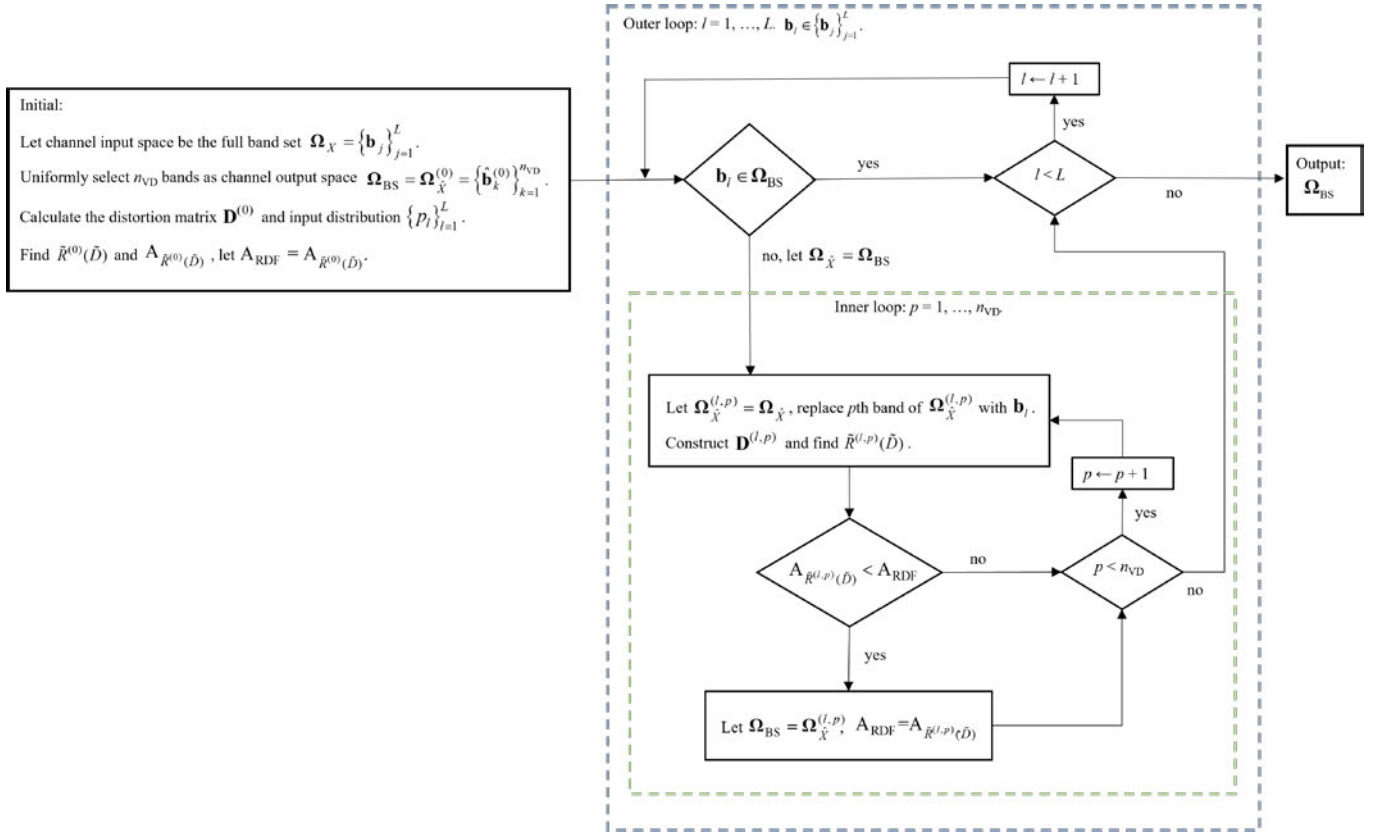 Outer loop: l = 1, …, L. b_l ∈ {b_j}_{j=1}^{L}.
l ← l + 1
yes
Initial:
Let channel input space be the full band set Ω_X = {b_j}_{j=1}^{L}.
Uniformly select n_VD bands as channel output space Ω_BS = Ω_X̂^(0) = {b̂_k^(0)}_{k=1}^{n_VD}.
Calculate the distortion matrix D^(0) and input distribution {p_l}_{l=1}^{L}.
Find R̃^(0)(D̃) and A_{R̃^(0)(D̃)}, let A_RDF = A_{R̃^(0)(D̃)}.
b_l ∈ Ω_BS
yes
l < L
no
Output:
Ω_BS
no, let Ω_X̂ = Ω_BS
Inner loop: p = 1, …, n_VD.
Let Ω_X̂^(l,p) = Ω_X̂, replace pth band of Ω_X̂^(l,p) with b_l.
Construct D^(l,p) and find R̃^(l,p)(D̃).
p ← p + 1
yes
A_{R̃^(l,p)(D̃)} < A_RDF
no
p < n_VD
no
yes
Let Ω_BS = Ω_X̂^(l,p), A_RDF=A_{R̃^(l,p)(D̃)}